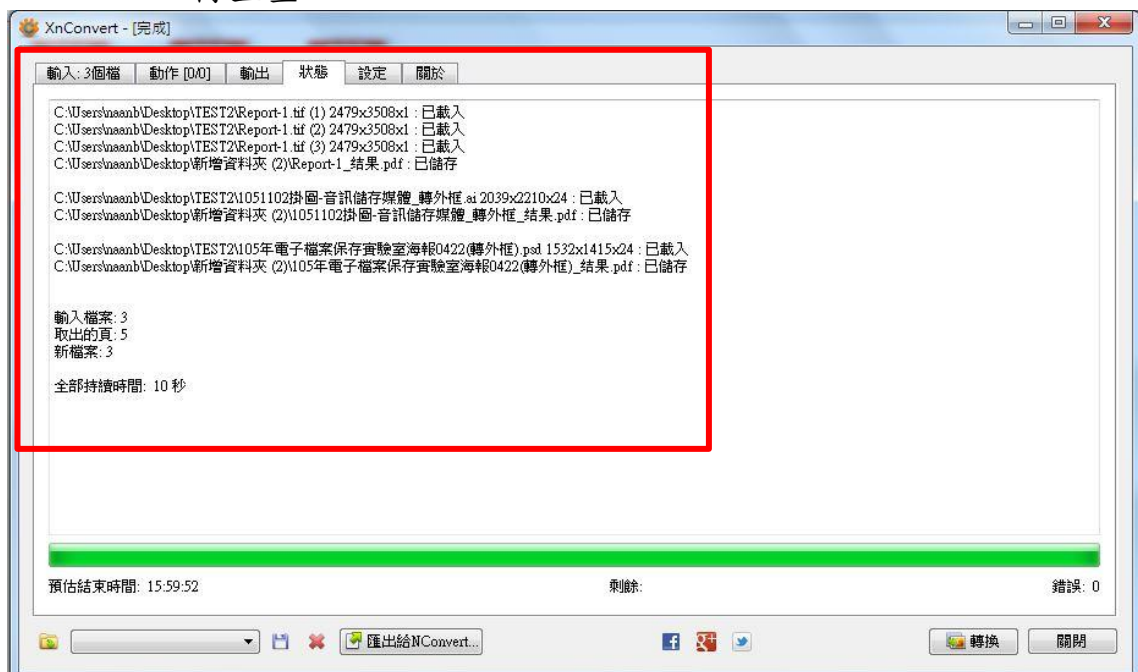 XnConvert - [完成]
輸入: 3個檔 動作 [0/0] 輸出 狀態 設定 關於
C:\Users\naanb\Desktop\TEST2\Report-1.tif (1) 2479x3508x1 : 已載入
C:\Users\naanb\Desktop\TEST2\Report-1.tif (2) 2479x3508x1 : 已載入
C:\Users\naanb\Desktop\TEST2\Report-1.tif (3) 2479x3508x1 : 已載入
C:\Users\naanb\Desktop\新增資料夾 (2)\Report-1_结果.pdf : 已儲存
C:\Users\naanb\Desktop\TEST2\1051102掛圖-音訊儲存媒體_轉外框.ai 2039x2210x24 : 已載入
C:\Users\naanb\Desktop\新增資料夾 (2)\1051102掛圖-音訊儲存媒體_轉外框_结果.pdf : 已儲存
C:\Users\naanb\Desktop\TEST2\105年電子檔案保存實驗室海報0422(轉外框).psd 1532x1415x24 : 已載入
C:\Users\naanb\Desktop\新增資料夾 (2)\105年電子檔案保存實驗室海報0422(轉外框)_结果.pdf : 已儲存
輸入檔案: 3
取出的頁: 5
新檔案: 3
全部持續時間: 10 秒
預估結束時間: 15:59:52 剩餘: 錯誤: 0
匯出給NConvert... 轉換 關閉